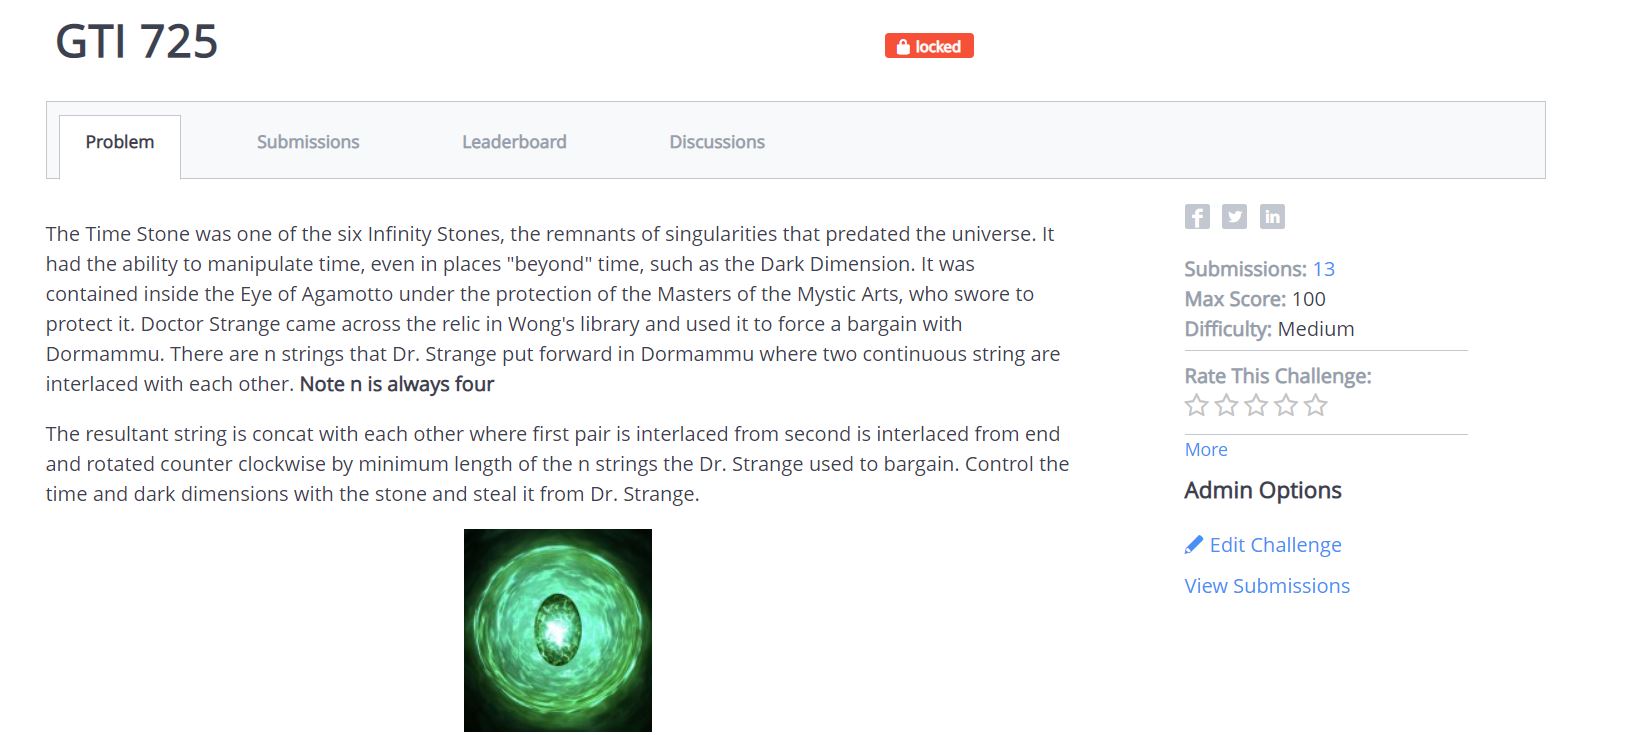 GTI 725
locked
Problem
Submissions
Leaderboard
Discussions
The Time Stone was one of the six Infinity Stones, the remnants of singularities that predated the universe. It
had the ability to manipulate time, even in places "beyond" time, such as the Dark Dimension. It was
contained inside the Eye of Agamotto under the protection of the Masters of the Mystic Arts, who swore to
protect it. Doctor Strange came across the relic in Wong's library and used it to force a bargain with
Dormammu. There are n strings that Dr. Strange put forward in Dormammu where two continuous string are
interlaced with each other. Note n is always four
The resultant string is concat with each other where first pair is interlaced from second is interlaced from end
and rotated counter clockwise by minimum length of the n strings the Dr. Strange used to bargain. Control the
time and dark dimensions with the stone and steal it from Dr. Strange.
Submissions: 13
Max Score: 100
Difficulty: Medium
Rate This Challenge:
More
Admin Options
Edit Challenge
View Submissions